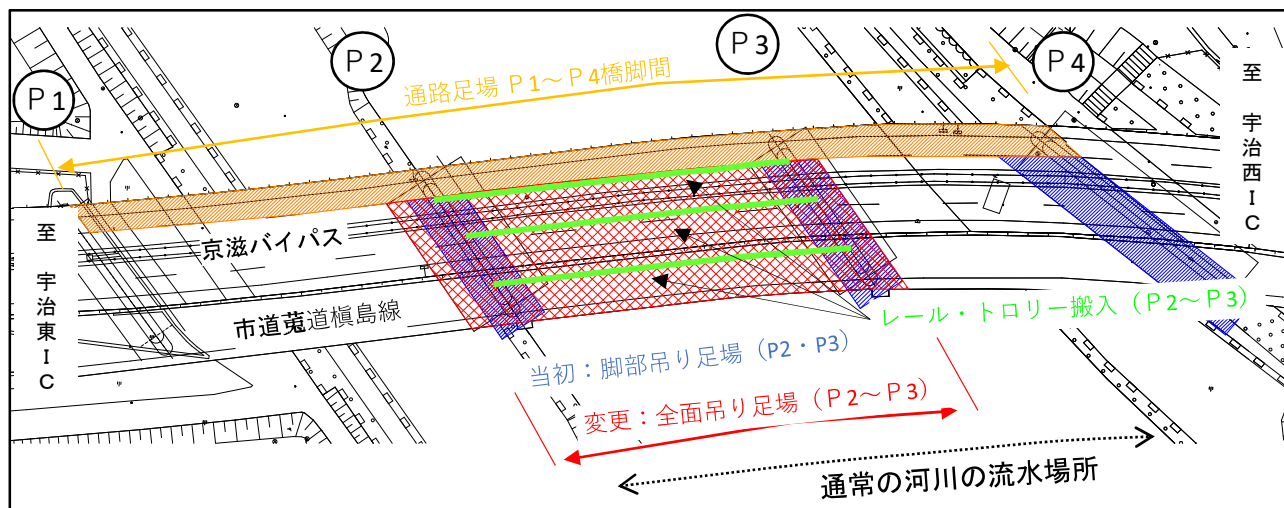 P1
P2
P3
P4
通路足場 P1~P4橋脚間
至 宇治西IC
至 宇治東IC
京滋バイパス
市道菟道槇島線
レール・トロリー搬入(P2~P3)
当初:脚部吊り足場(P2・P3)
変更:全面吊り足場(P2~P3)
通常の河川の流水場所